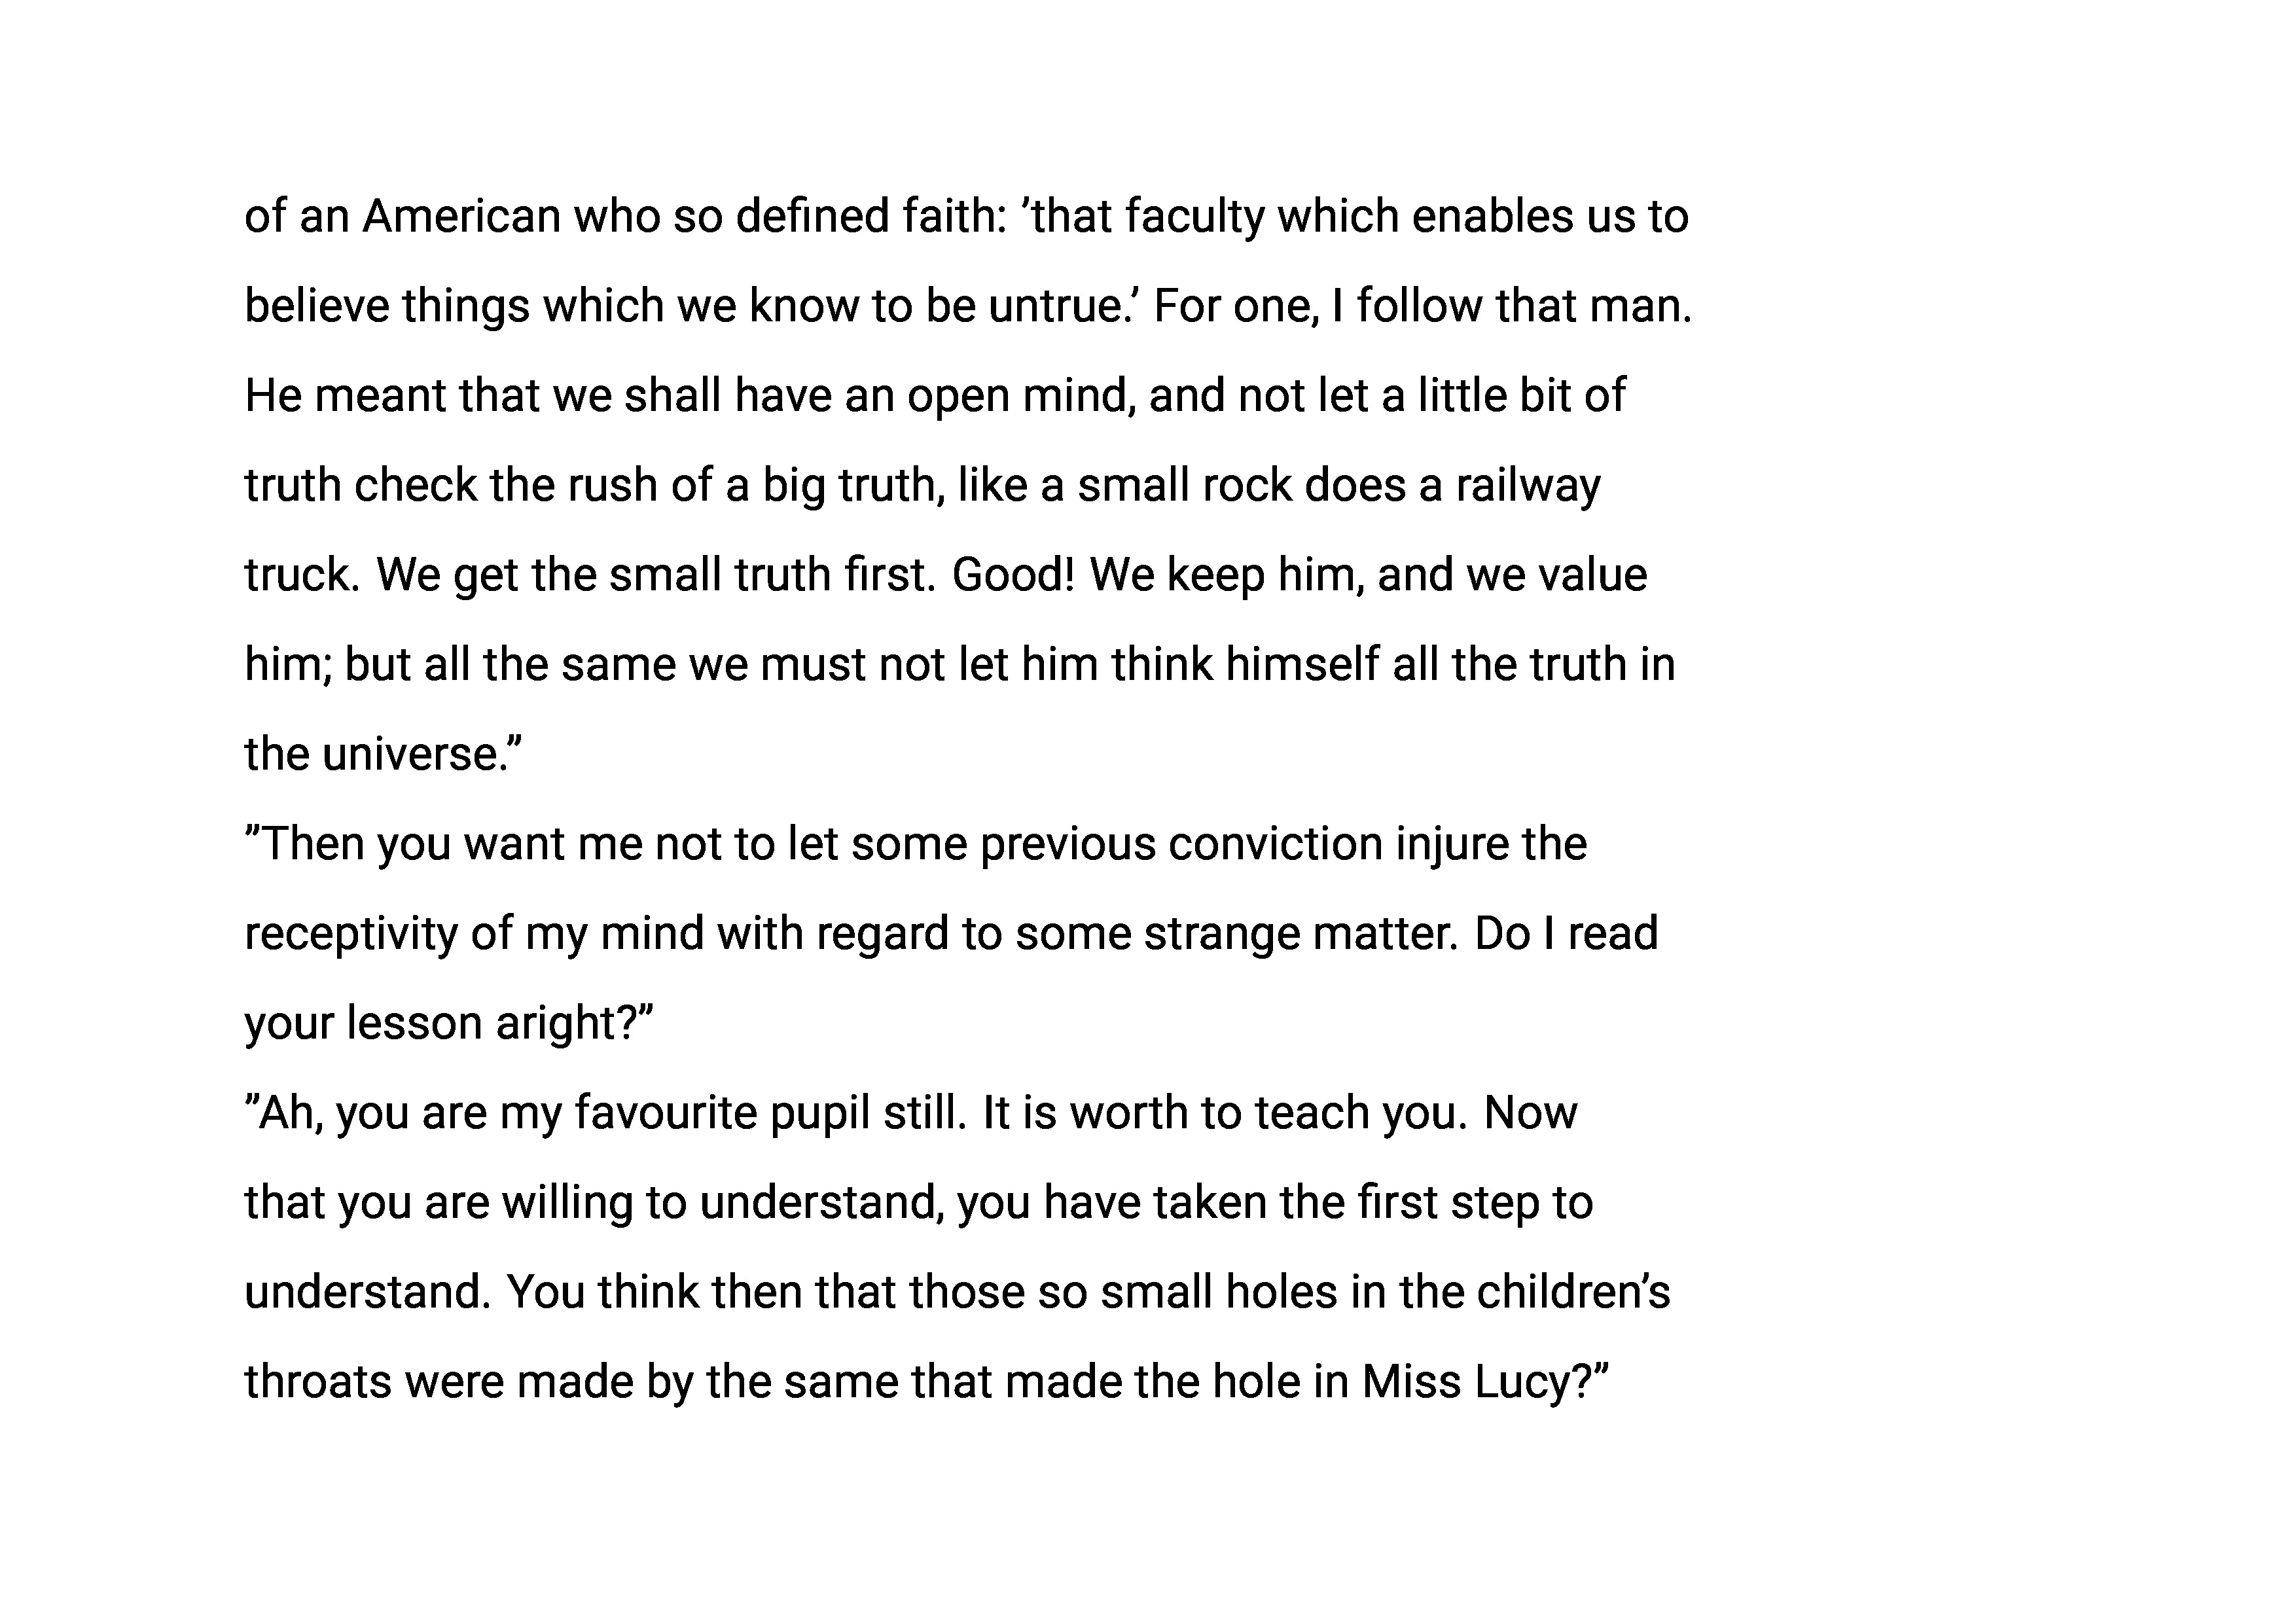 of an American who so defined faith: ’that faculty which enables us to
believe things which we know to be untrue.’ For one, I follow that man.
He meant that we shall have an open mind, and not let a little bit of
truth check the rush of a big truth, like a small rock does a railway
truck. We get the small truth first. Good! We keep him, and we value
him; but all the same we must not let him think himself all the truth in
the universe.”
”Then you want me not to let some previous conviction injure the
receptivity of my mind with regard to some strange matter. Do I read
your lesson aright?”
”Ah, you are my favourite pupil still. It is worth to teach you. Now
that you are willing to understand, you have taken the first step to
understand. You think then that those so small holes in the children’s
throats were made by the same that made the hole in Miss Lucy?”